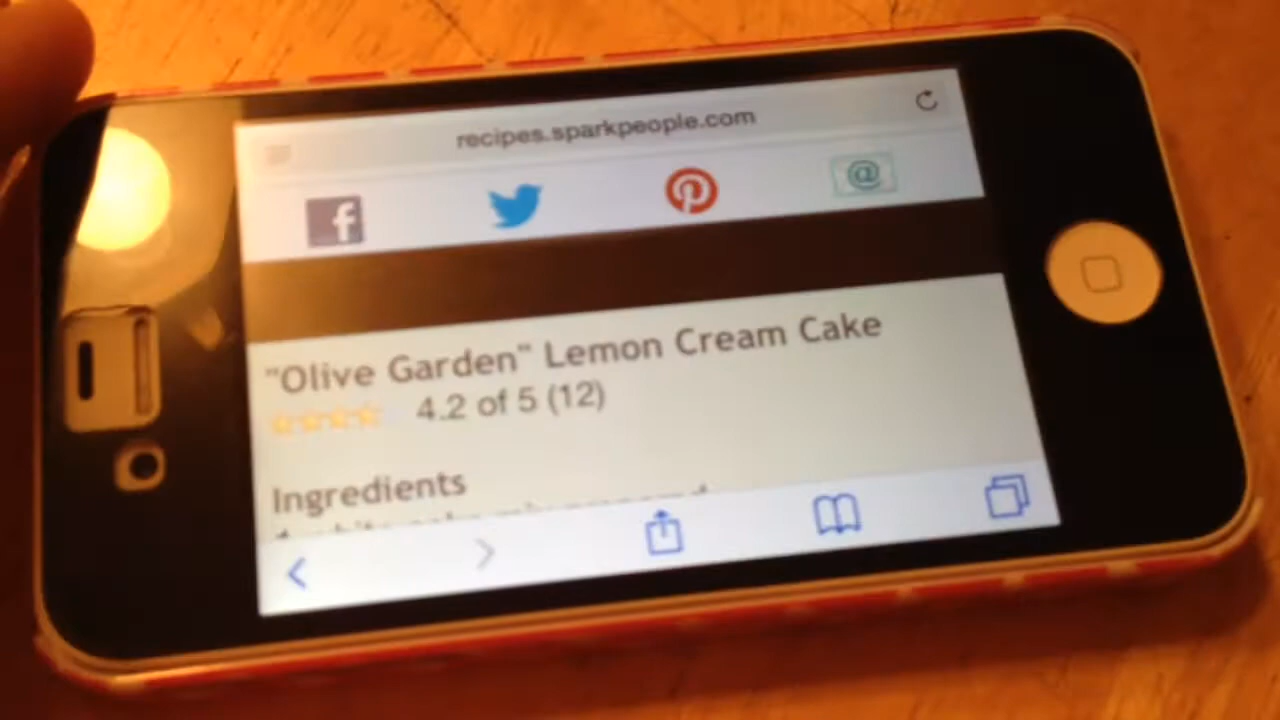 recipes.sparkpeople.com
f
@
"Olive Garden" Lemon Cream Cake
4.2 of 5 (12)
Ingredients